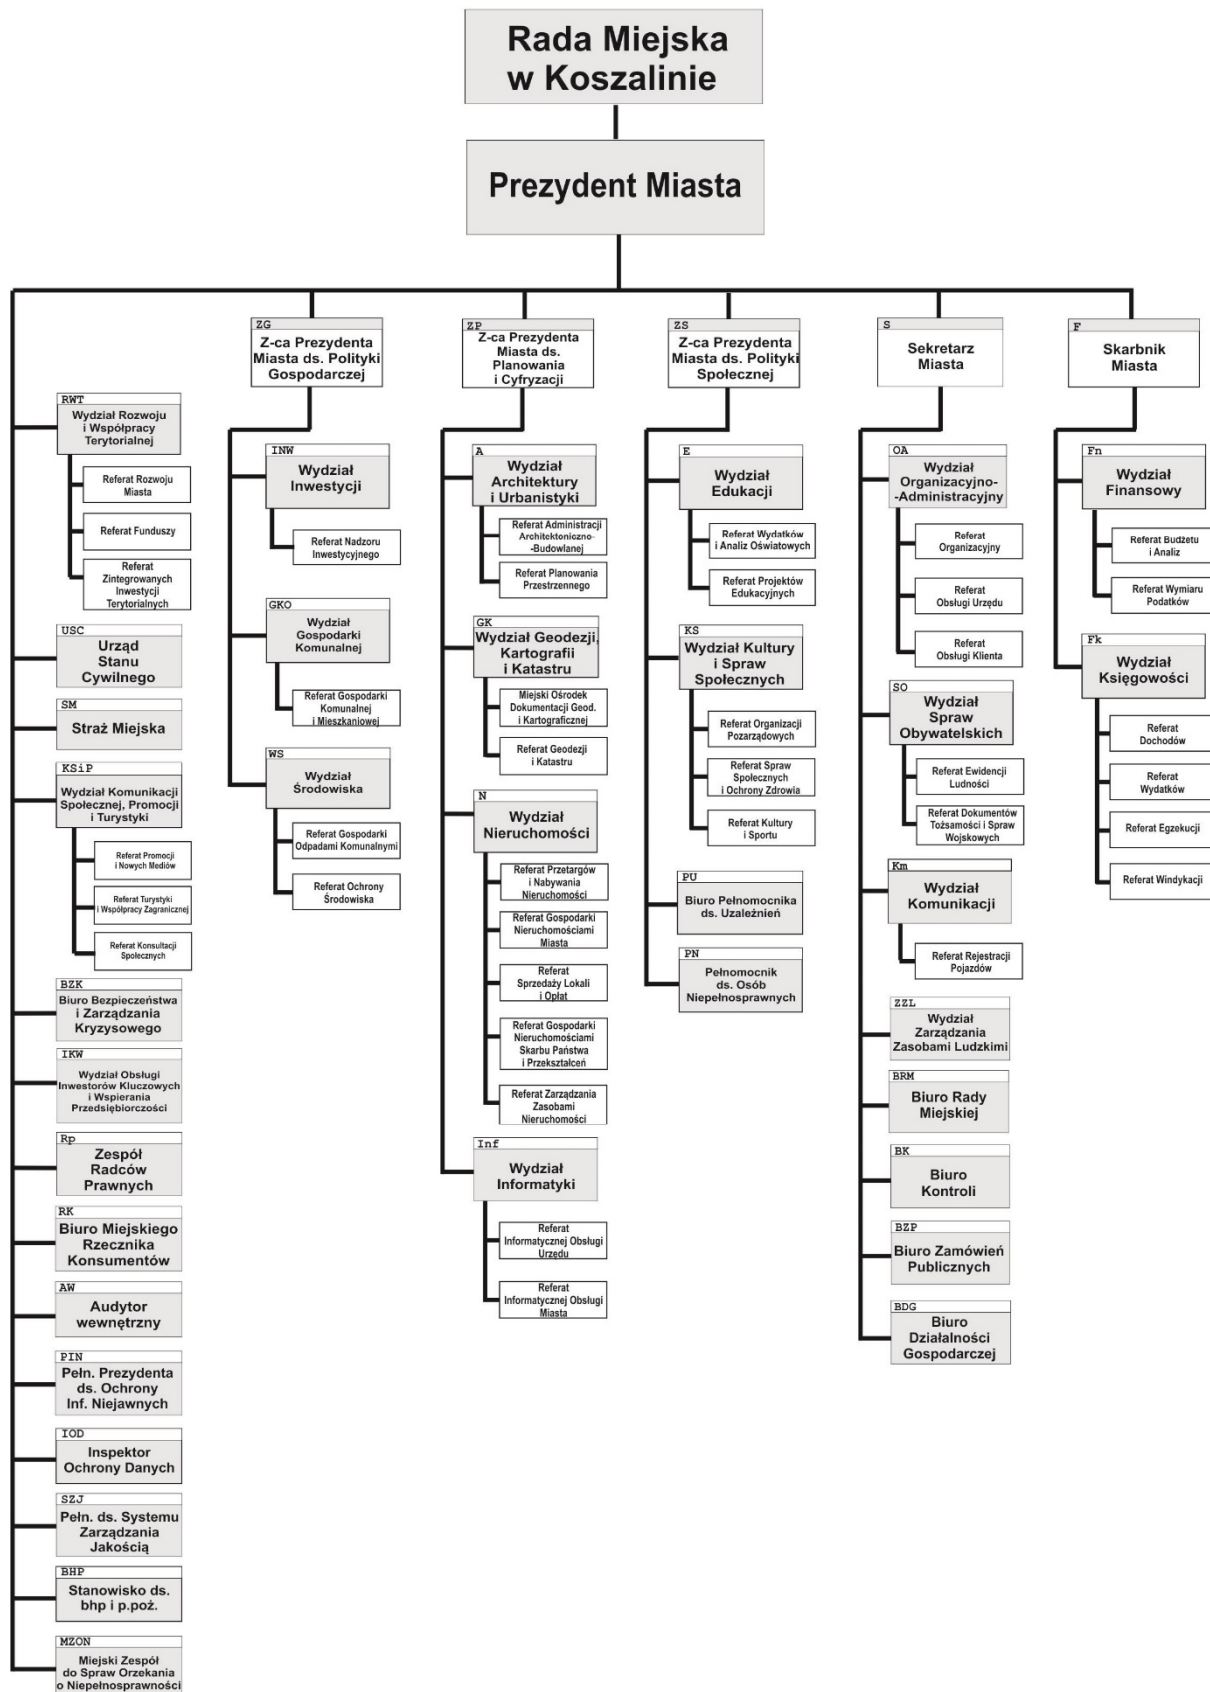 Rada Miejska
w Koszalinie
Prezydent Miasta
RWT
Wydział Rozwoju
i Współpracy
Terytorialnej
Referat Rozwoju
Miasta
Referat Funduszy
Referat
Zintegrowanych
Inwestycji
Terytorialnych
USC
Urząd
Stanu
Cywilnego
SM
Straż Miejska
KSiP
Wydział Komunikacji
Społecznej, Promocji
i Turystyki
Referat Promocji
i Nowych Mediów
Referat Turystyki
i Współpracy Zagranicznej
Referat Konsultacji
Społecznych
BZK
Biuro Bezpieczeństwa
i Zarządzania
Kryzysowego
IKW
Wydział Obsługi
Inwestorów Kluczowych
i Wspierania
Przedsiębiorczości
Rp
Zespół
Radców
Prawnych
RK
Biuro Miejskiego
Rzecznika
Konsumentów
AW
Audytor
wewnętrzny
PIN
Pełn. Prezydenta
ds. Ochrony
Inf. Niejawnych
IOD
Inspektor
Ochrony Danych
SZJ
Pełn. ds. Systemu
Zarządzania
Jakością
BHP
Stanowisko ds.
bhp i p.poż.
MZON
Miejski Zespół
do Spraw Orzekania
o Niepełnosprawności
ZG
Z-ca Prezydenta
Miasta ds. Polityki
Gospodarczej
INW
Wydział
Inwestycji
Referat Nadzoru
Inwestycyjnego
GKO
Wydział
Gospodarki
Komunalnej
Referat Gospodarki
Komunalnej
i Mieszkaniowej
WS
Wydział
Środowiska
Referat Gospodarki
Odpadami Komunalnymi
Referat Ochrony
Środowiska
ZP
Z-ca Prezydenta
Miasta ds.
Planowania
i Cyfryzacji
A
Wydział
Architektury
i Urbanistyki
Referat Administracji
Architektoniczno-
-Budowlanej
Referat Planowania
Przestrzennego
GK
Wydział Geodezji,
Kartografii
i Katastru
Miejski Ośrodek
Dokumentacji Geod.
i Kartograficznej
Referat Geodezji
i Katastru
N
Wydział
Nieruchomości
Referat Przetargów
i Nabywania
Nieruchomości
Referat Gospodarki
Nieruchomościami
Miasta
Referat
Sprzedaży Lokali
i Opłat
Referat Gospodarki
Nieruchomościami
Skarbu Państwa
i Przekształceń
Referat Zarządzania
Zasobami
Nieruchomości
Inf
Wydział
Informatyki
Referat
Informatycznej Obsługi
Urzędu
Referat
Informatycznej Obsługi
Miasta
ZS
Z-ca Prezydenta
Miasta ds. Polityki
Społecznej
E
Wydział
Edukacji
Referat Wydatków
i Analiz Oświatowych
Referat Projektów
Edukacyjnych
KS
Wydział Kultury
i Spraw
Społecznych
Referat Organizacji
Pozarządowych
Referat Spraw
Społecznych
i Ochrony Zdrowia
Referat Kultury
i Sportu
PU
Biuro Pełnomocnika
ds. Uzależnień
PN
Pełnomocnik
ds. Osób
Niepełnosprawnych
S
Sekretarz
Miasta
OA
Wydział
Organizacyjno-
-Administracyjny
Referat
Organizacyjny
Referat
Obsługi Urzędu
Referat
Obsługi Klienta
SO
Wydział
Spraw
Obywatelskich
Referat Ewidencji
Ludności
Referat Dokumentów
Tożsamości i Spraw
Wojskowych
Km
Wydział
Komunikacji
Referat Rejestracji
Pojazdów
ZZL
Wydział
Zarządzania
Zasobami Ludzkimi
BRM
Biuro Rady
Miejskiej
BK
Biuro
Kontroli
BZP
Biuro Zamówień
Publicznych
BDG
Biuro
Działalności
Gospodarczej
F
Skarbnik
Miasta
Fn
Wydział
Finansowy
Referat Budżetu
i Analiz
Referat Wymiaru
Podatków
Fk
Wydział
Księgowości
Referat
Dochodów
Referat
Wydatków
Referat Egzekucji
Referat Windykacji